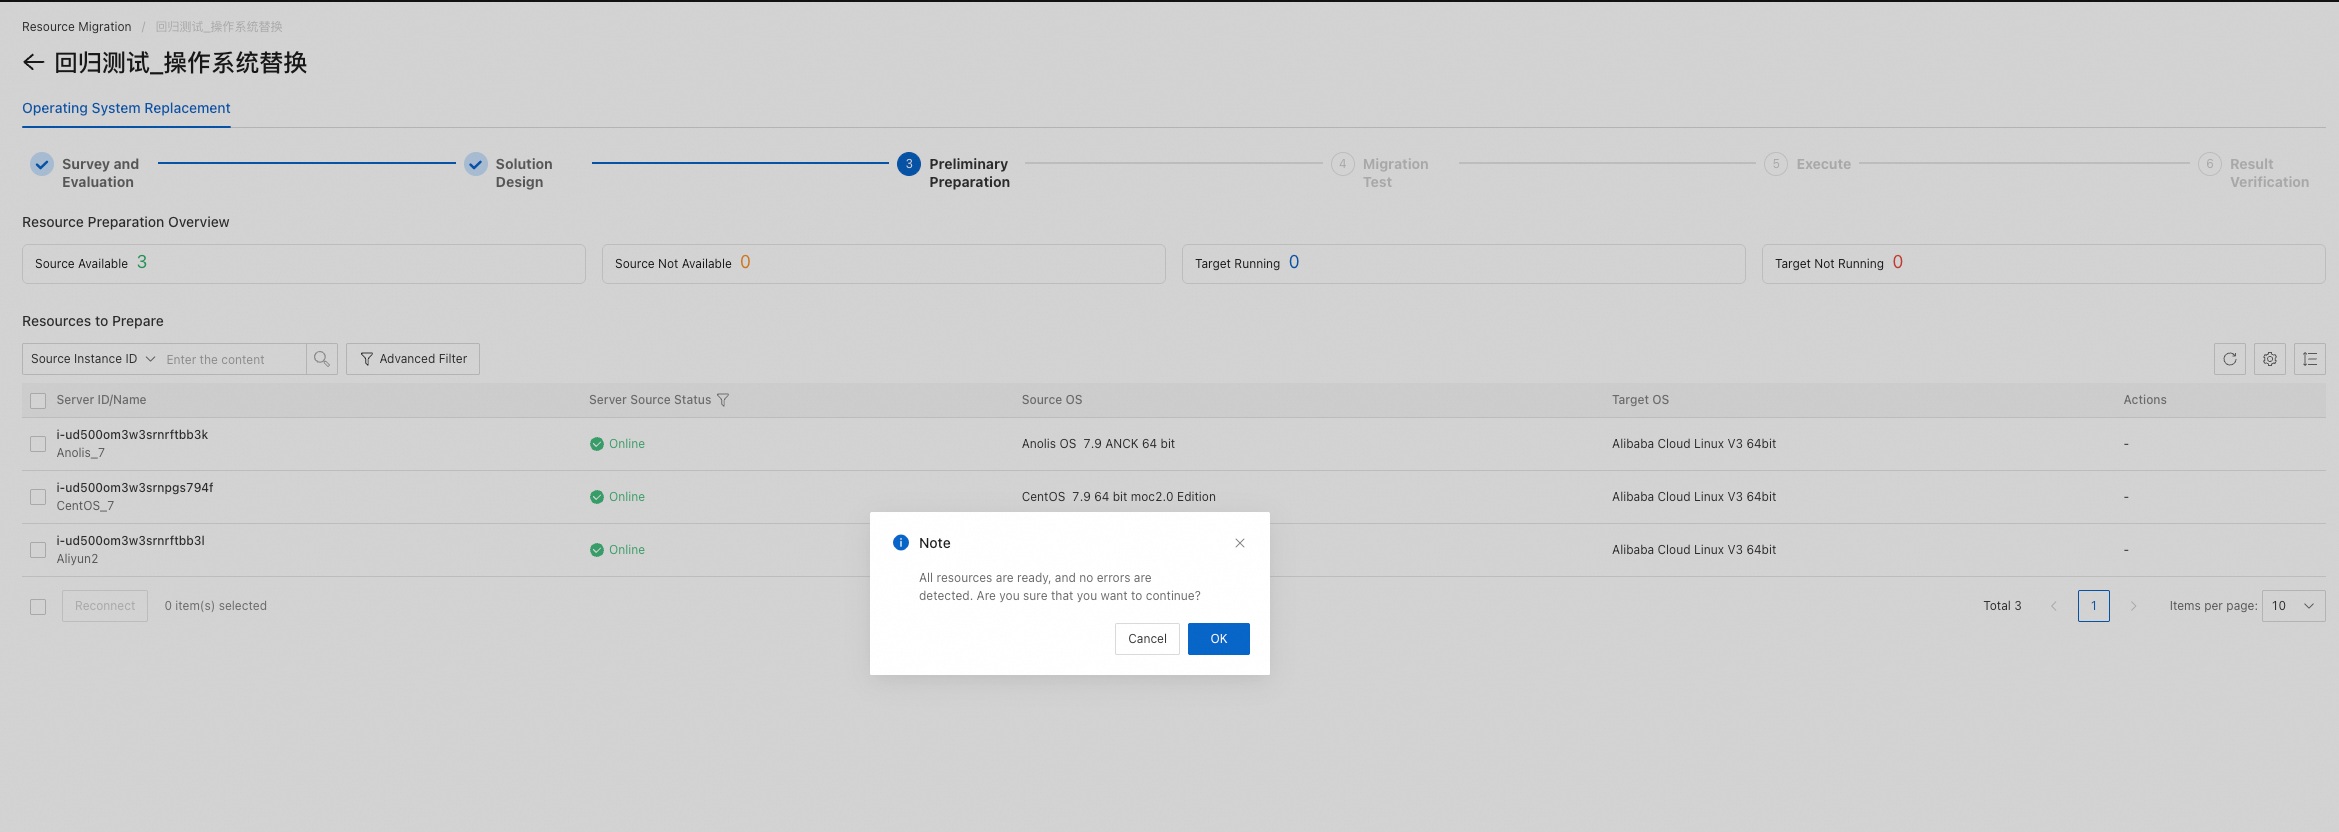 Resource Migration / 回归测试_操作系统替换
回归测试_操作系统替换
Operating System Replacement
Survey and
Evaluation
Solution
Design
3 Preliminary
Preparation
4 Migration
Test
5 Execute
6 Result
Verification
Resource Preparation Overview
Source Available 3
Source Not Available 0
Target Running 0
Target Not Running 0
Resources to Prepare
Source Instance ID Enter the content Advanced Filter
Server ID/Name Server Source Status Source OS Target OS Actions
i-ud500om3w3srnrftbb3k
Anolis_7
Online Anolis OS 7.9 ANCK 64 bit Alibaba Cloud Linux V3 64bit -
i-ud500om3w3srnpgs794f
CentOS_7
Online CentOS 7.9 64 bit moc2.0 Edition Alibaba Cloud Linux V3 64bit -
i-ud500om3w3srnrftbb3l
Aliyun2
Online Alibaba Cloud Linux V3 64bit -
Reconnect 0 item(s) selected Total 3 1 Items per page: 10
Note
All resources are ready, and no errors are
detected. Are you sure that you want to continue?
Cancel OK